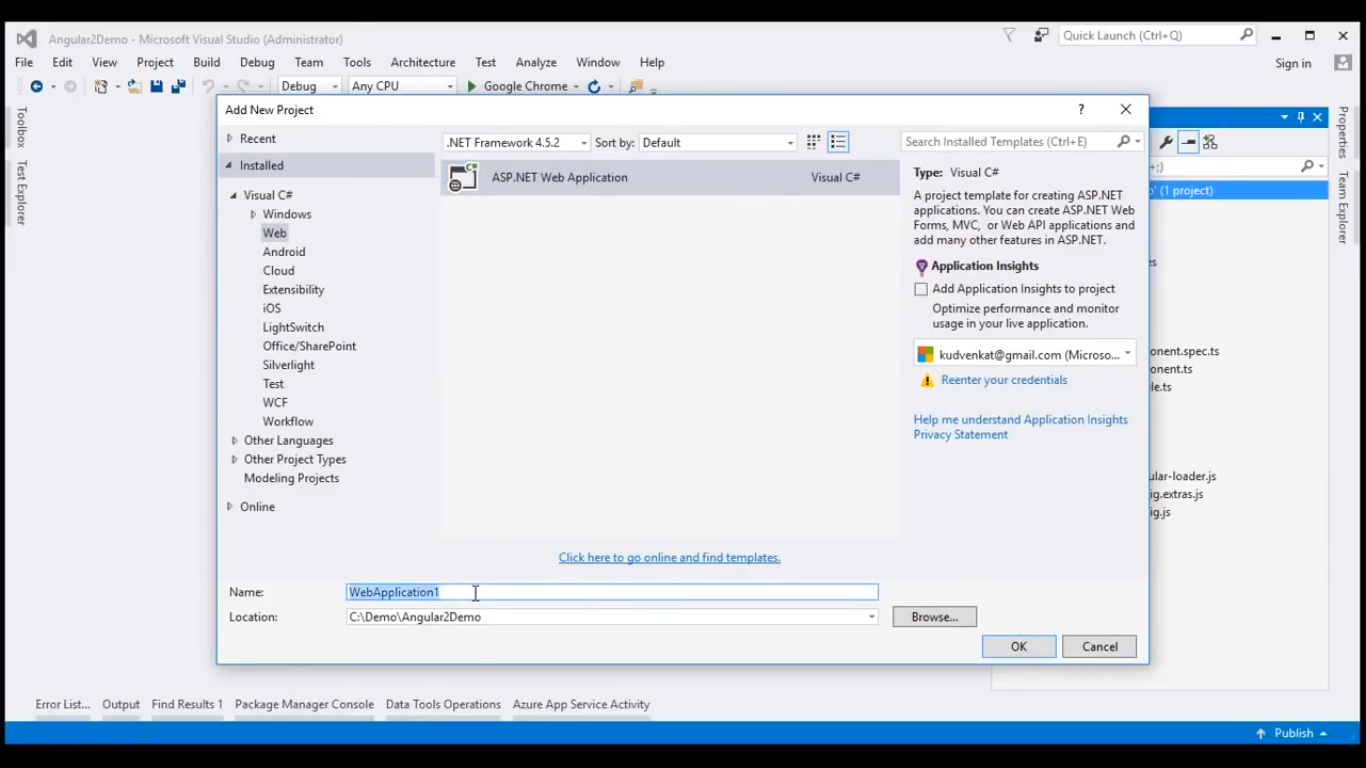 Angular2Demo - Microsoft Visual Studio (Administrator)
Quick Launch (Ctrl+Q)
File Edit View Project Build Debug Team Tools Architecture Test Analyze Window Help
Sign in
Debug Any CPU Google Chrome
Toolbox
Test Explorer
Add New Project
?
Recent
Installed
Visual C#
Windows
Web
Android
Cloud
Extensibility
iOS
LightSwitch
Office/SharePoint
Silverlight
Test
WCF
Workflow
Other Languages
Other Project Types
Modeling Projects
Online
.NET Framework 4.5.2 Sort by: Default
Search Installed Templates (Ctrl+E)
ASP.NET Web Application Visual C#
Type: Visual C#
A project template for creating ASP.NET
applications. You can create ASP.NET Web
Forms, MVC, or Web API applications and
add many other features in ASP.NET.
Application Insights
Add Application Insights to project
Optimize performance and monitor
usage in your live application.
kudvenkat@gmail.com (Microso...
Reenter your credentials
Help me understand Application Insights
Privacy Statement
Click here to go online and find templates.
Name: WebApplication1
Location: C:\Demo\Angular2Demo
Browse...
OK Cancel
+;)
' (1 project)
onent.spec.ts
onent.ts
le.ts
ular-loader.js
ig.extras.js
ig.js
Properties
Team Explorer
Error List... Output Find Results 1 Package Manager Console Data Tools Operations Azure App Service Activity
Publish